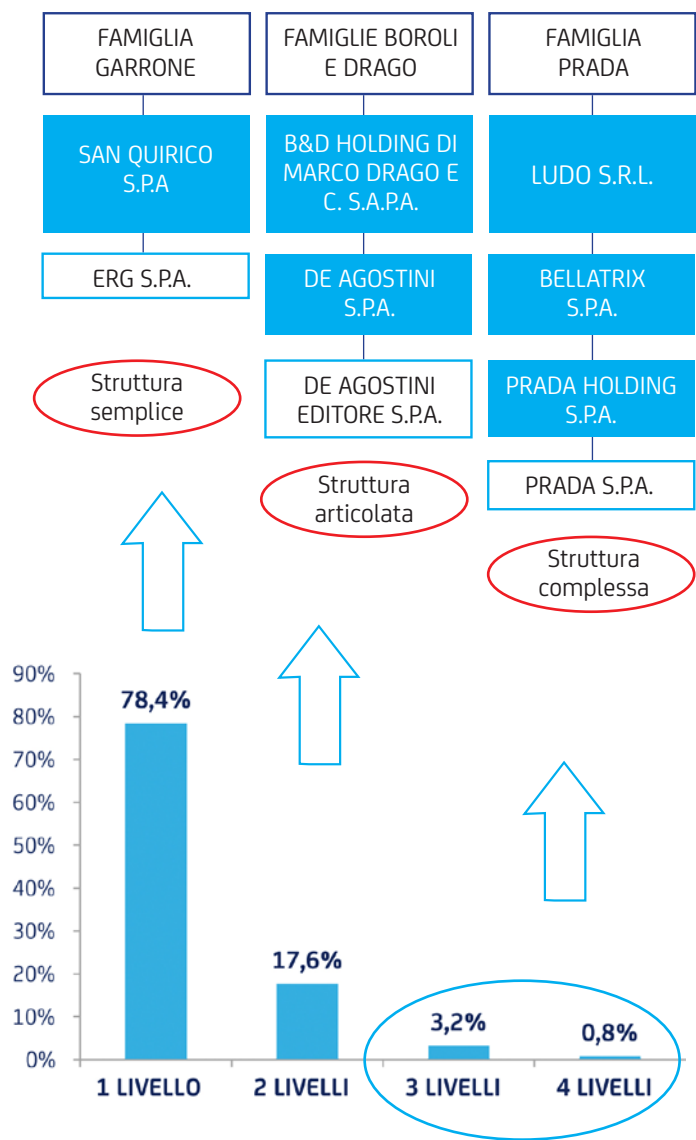 FAMIGLIA
GARRONE
SAN QUIRICO
S.P.A
ERG S.P.A.
Struttura
semplice
FAMIGLIE BOROLI
E DRAGO
B&D HOLDING DI
MARCO DRAGO E
C. S.A.P.A.
DE AGOSTINI
S.P.A.
DE AGOSTINI
EDITORE S.P.A.
Struttura
articolata
FAMIGLIA
PRADA
LUDO S.R.L.
BELLATRIX
S.P.A.
PRADA HOLDING
S.P.A.
PRADA S.P.A.
Struttura
complessa
90%
80%
70%
60%
50%
40%
30%
20%
10%
0%
78,4%
17,6%
3,2%
0,8%
1 LIVELLO
2 LIVELLI
3 LIVELLI
4 LIVELLI